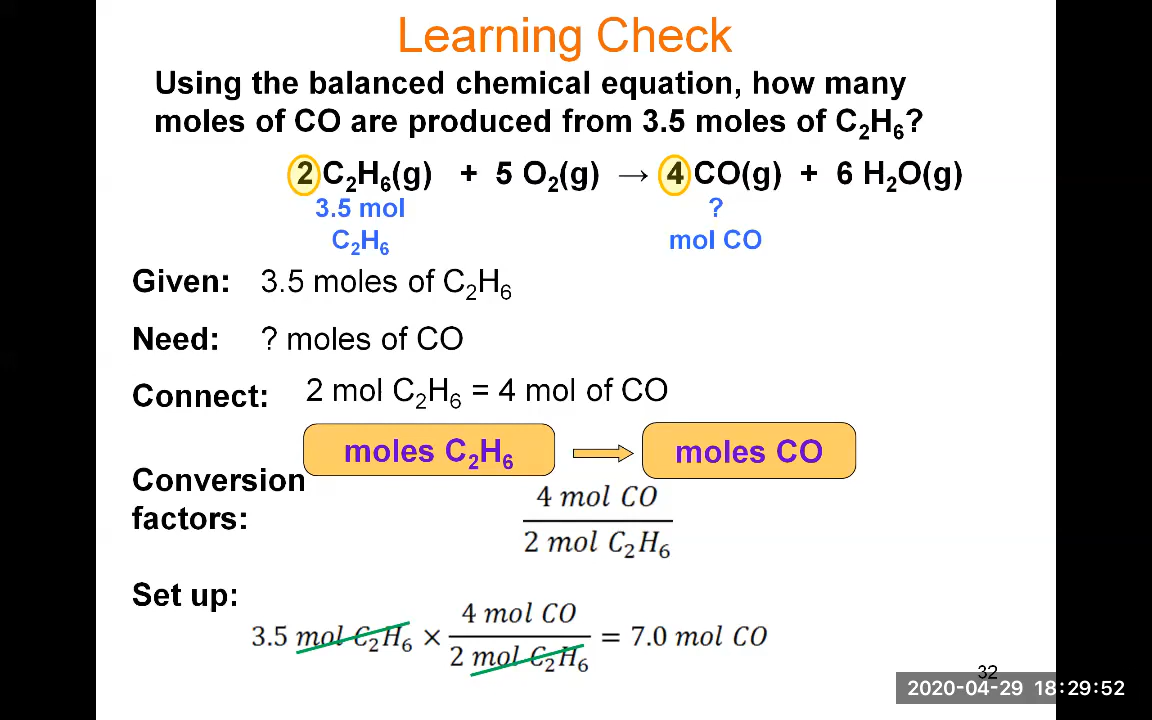 Learning Check
Using the balanced chemical equation, how many
moles of CO are produced from 3.5 moles of C₂H₆?
2 C₂H₆(g) + 5 O₂(g) → 4 CO(g) + 6 H₂O(g)
3.5 mol ?
C₂H₆ mol CO
Given: 3.5 moles of C₂H₆
Need: ? moles of CO
Connect: 2 mol C₂H₆ = 4 mol of CO
moles C₂H₆ moles CO
Conversion
factors:
4 mol CO
2 mol C₂H₆
Set up:
4 mol CO
3.5 mol C₂H₆ × = 7.0 mol CO
2 mol C₂H₆
32
2020-04-29 18:29:52